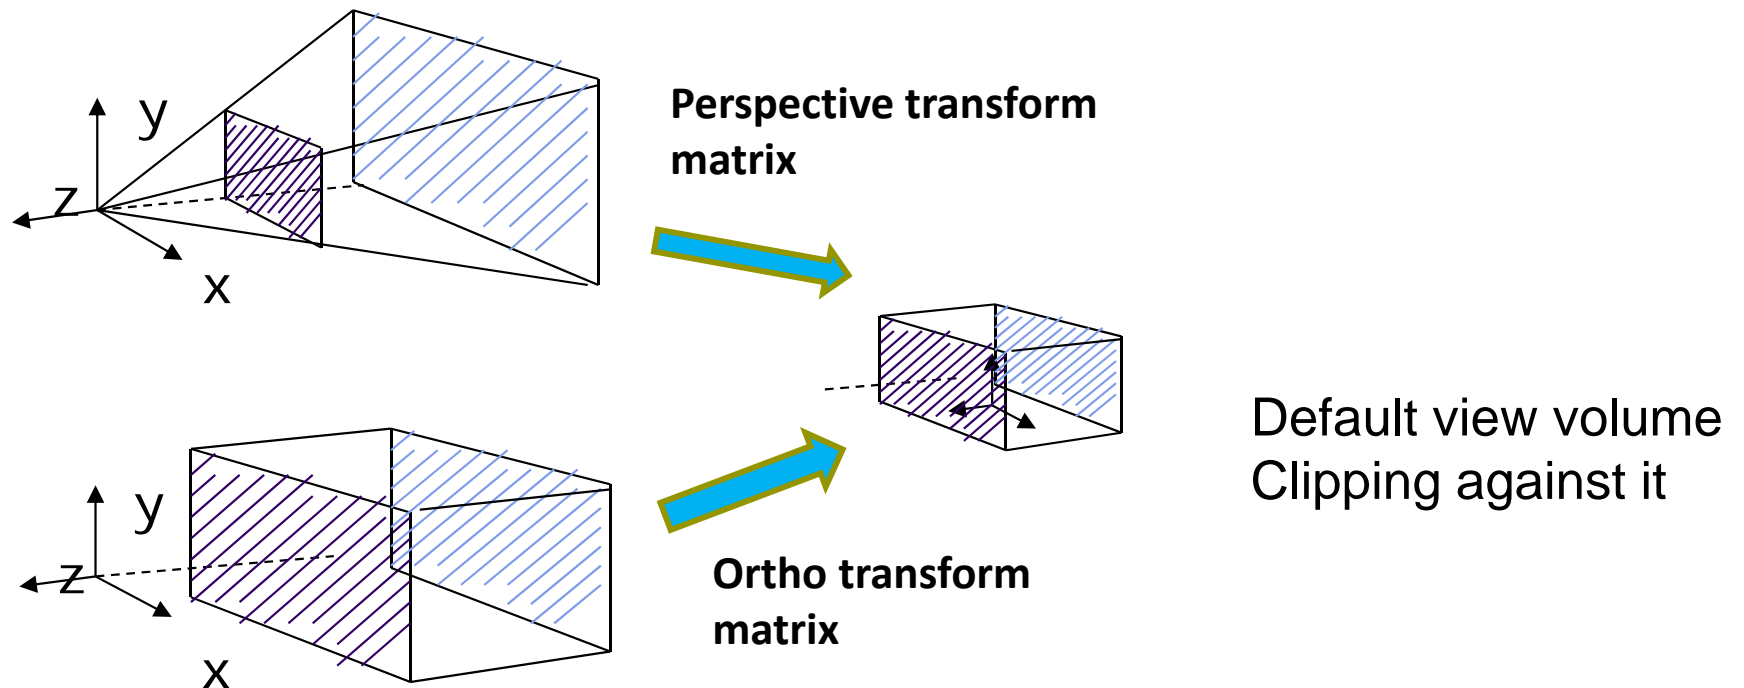 y
z
x
Perspective transform
matrix
y
z
x
Ortho transform
matrix
Default view volume
Clipping against it